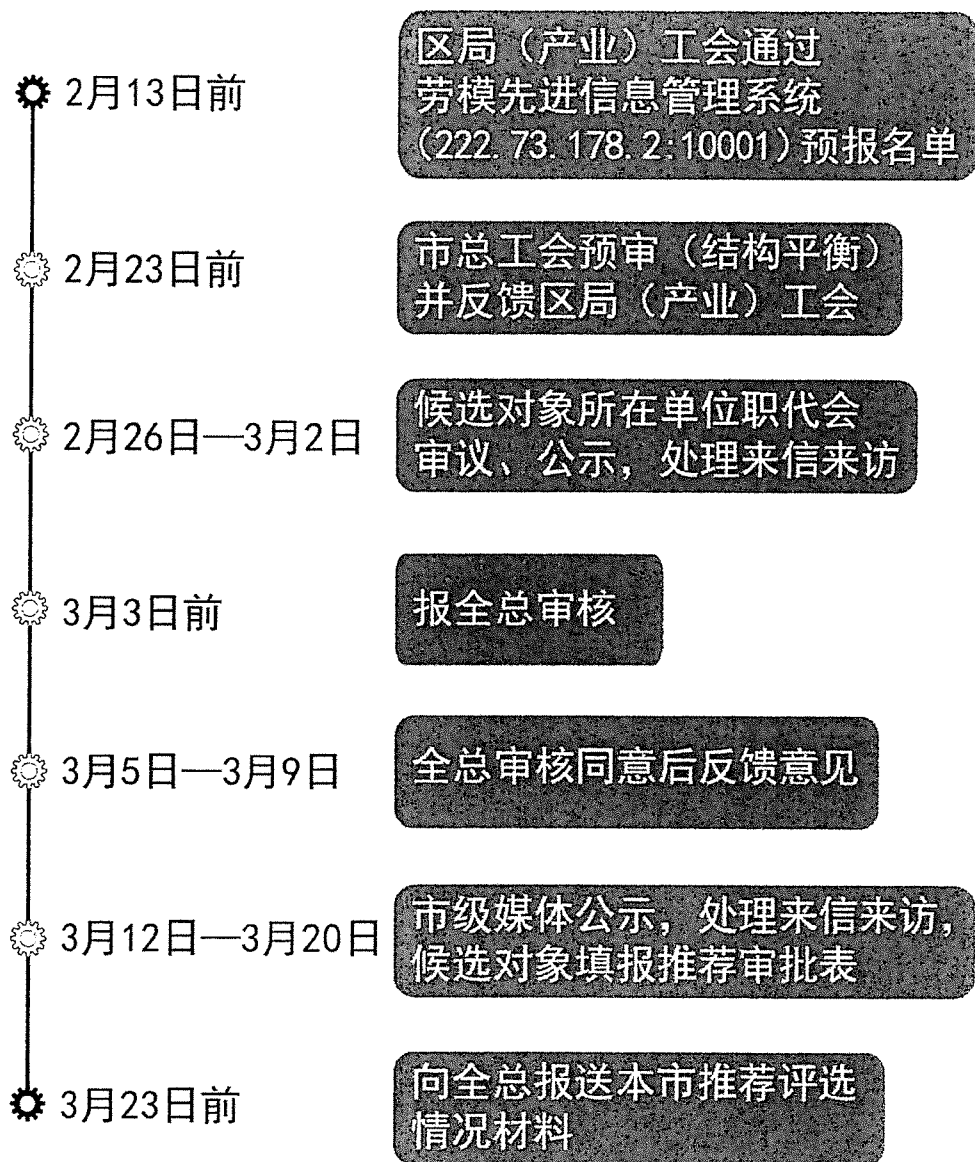 2月13日前
区局（产业）工会通过
劳模先进信息管理系统
(222.73.178.2:10001)预报名单
2月23日前
市总工会预审（结构平衡）
并反馈区局（产业）工会
2月26日—3月2日
候选对象所在单位职代会
审议、公示，处理来信来访
3月3日前
报全总审核
3月5日—3月9日
全总审核同意后反馈意见
3月12日—3月20日
市级媒体公示，处理来信来访，
候选对象填报推荐审批表
3月23日前
向全总报送本市推荐评选
情况材料